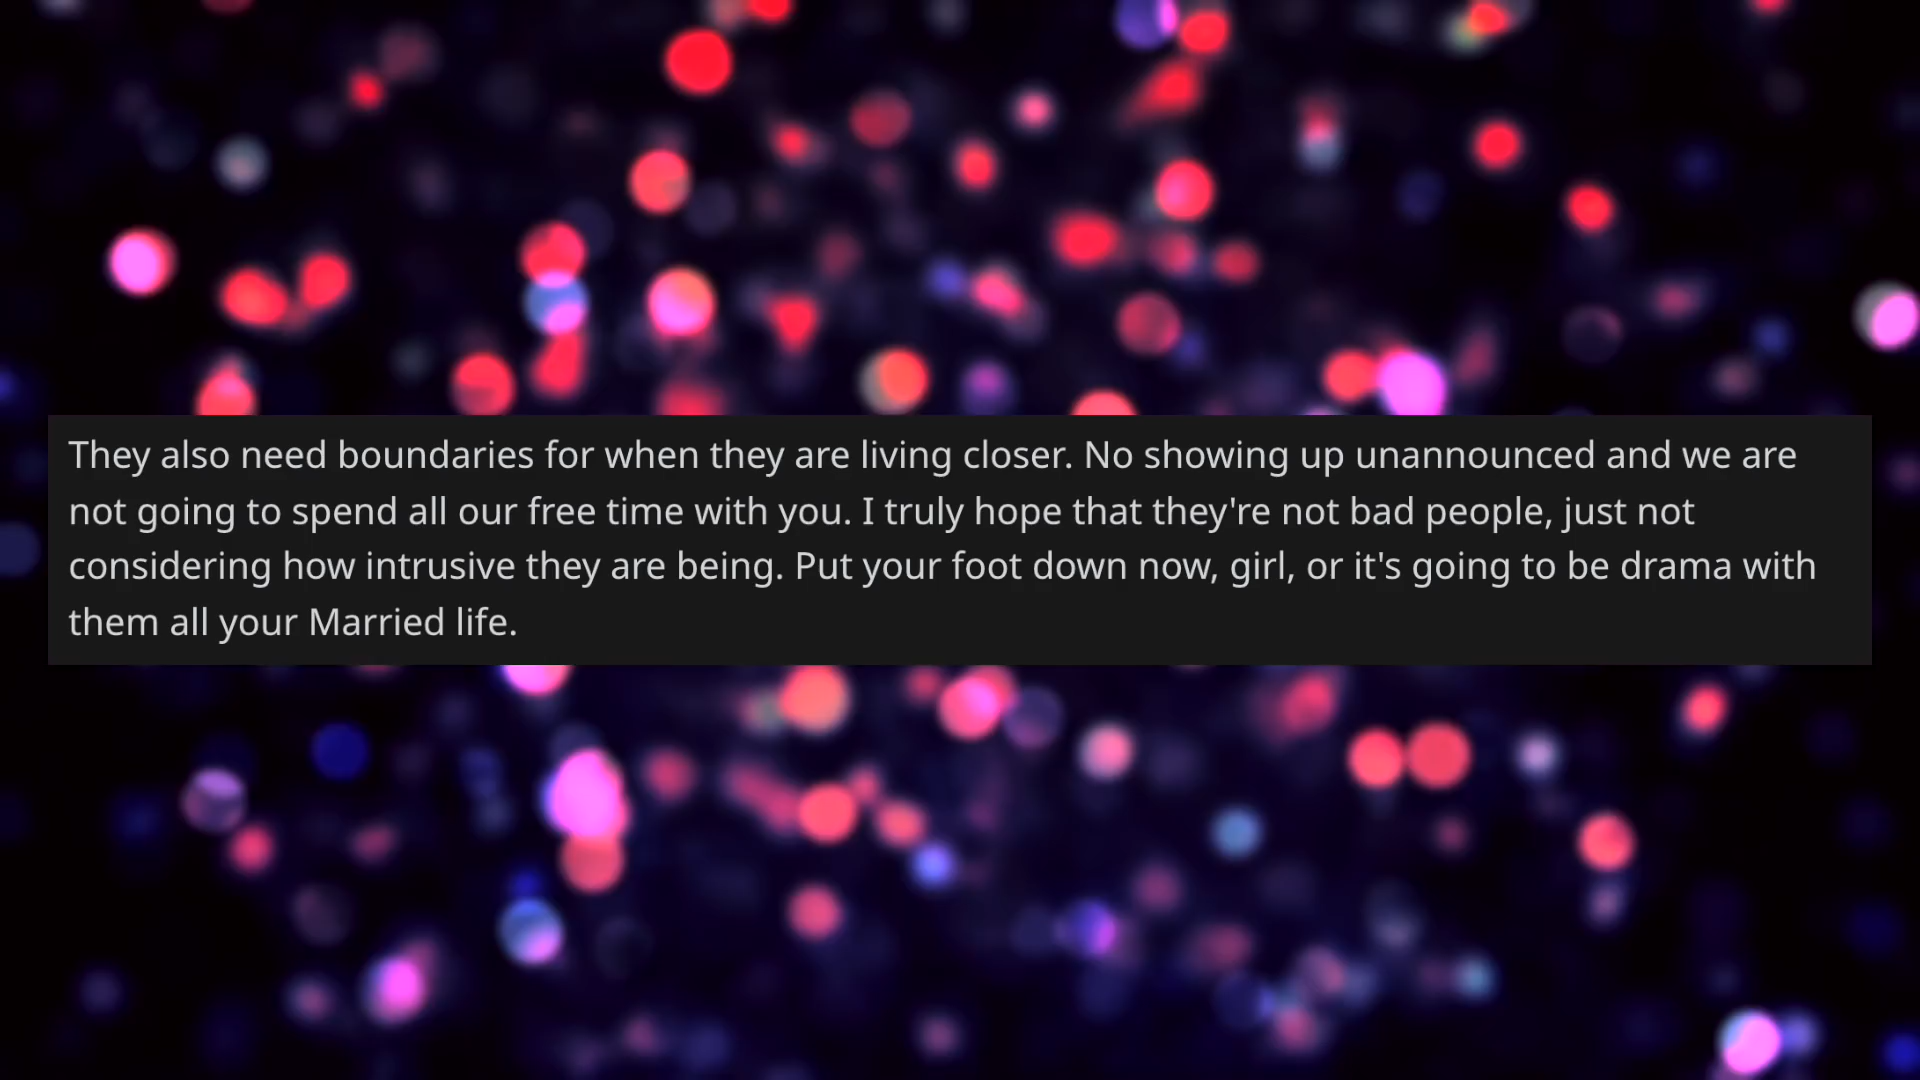 They also need boundaries for when they are living closer. No showing up unannounced and we are
not going to spend all our free time with you. I truly hope that they're not bad people, just not
considering how intrusive they are being. Put your foot down now, girl, or it's going to be drama with
them all your Married life.